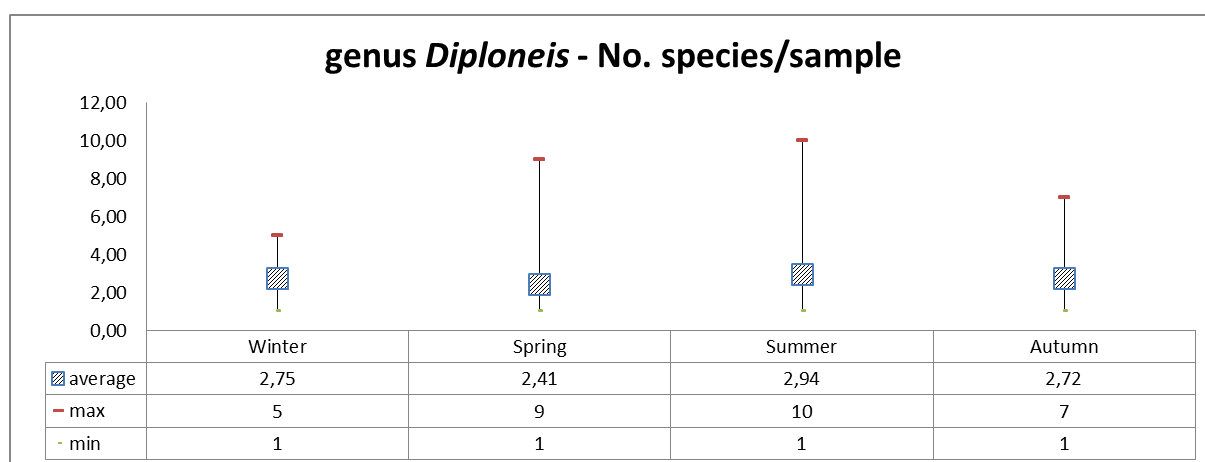 genus Diploneis - No. species/sample
12,00
10,00
8,00
6,00
4,00
2,00
0,00
Winter Spring Summer Autumn
average 2,75 2,41 2,94 2,72
max 5 9 10 7
min 1 1 1 1